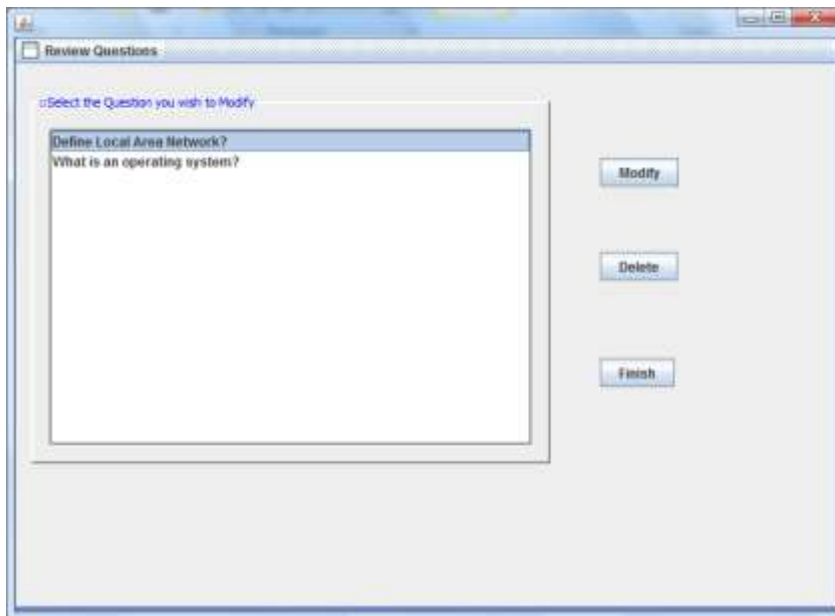 Review Questions
::Select the Question you wish to Modify
Define Local Area Network?
What is an operating system?
Modify
Delete
Finish